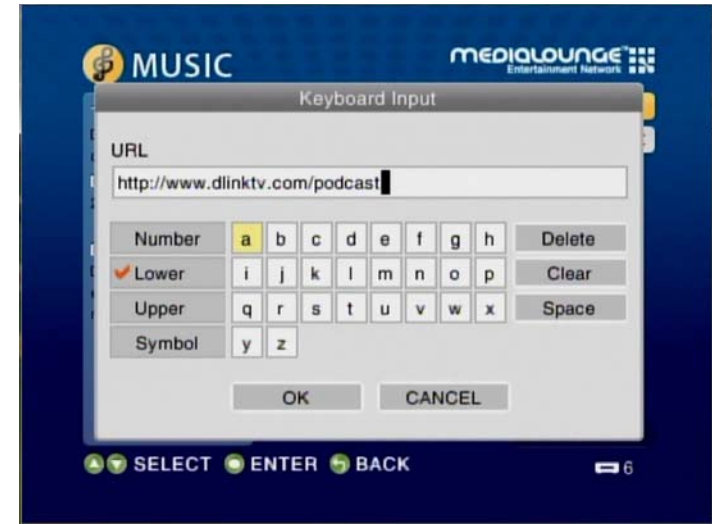 MUSIC
MEDIALOUNGE™
Entertainment Network
Keyboard Input
URL
http://www.dlinktv.com/podcast
Number a b c d e f g h Delete
Lower i j k l m n o p Clear
Upper q r s t u v w x Space
Symbol y z
OK CANCEL
SELECT ENTER BACK 6